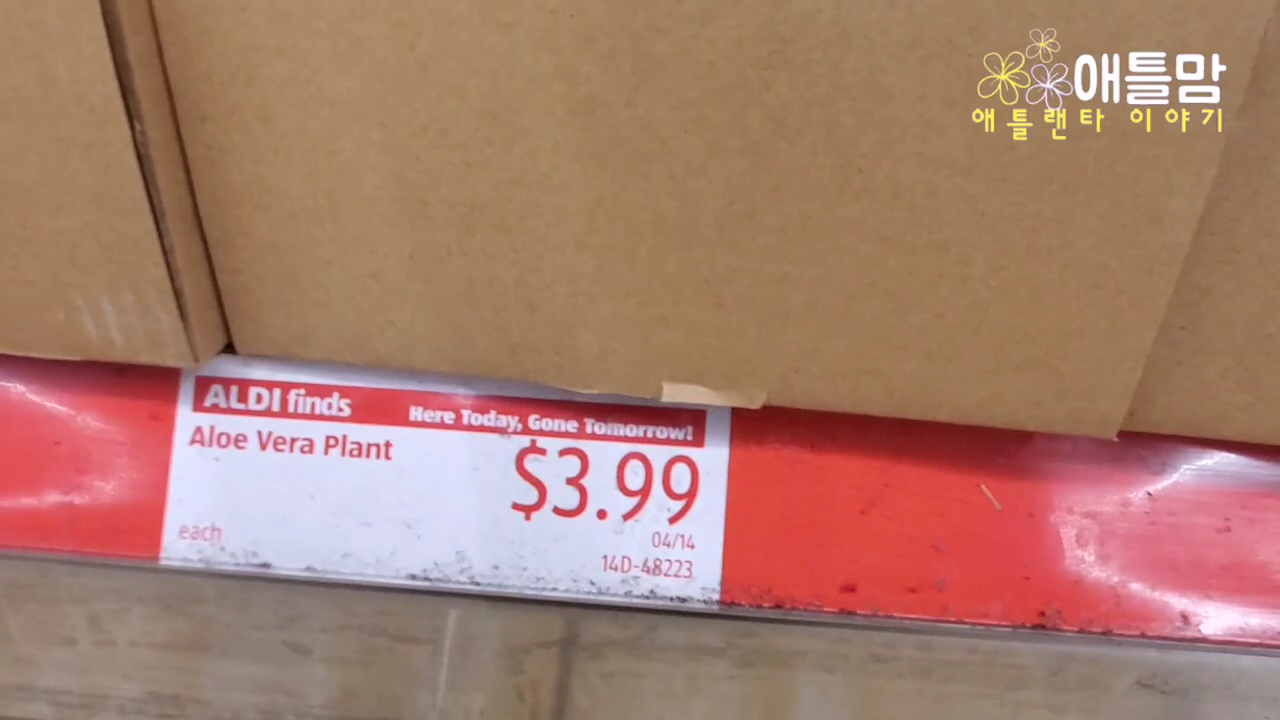 애틀맘
애틀랜타 이야기
ALDI finds Here Today, Gone Tomorrow!
Aloe Vera Plant
$3.99
each
04/14
14D-48223